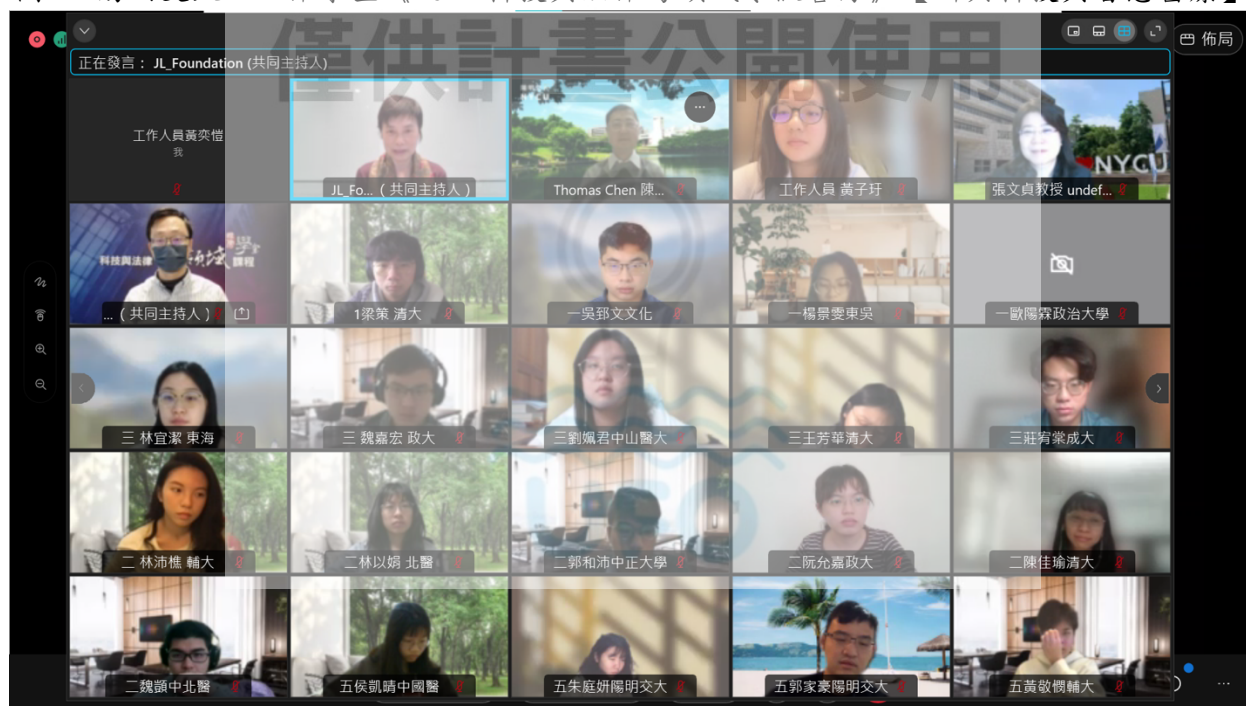 佈局
僅供計畫公開使用
正在發言： JL_Foundation (共同主持人)
工作人員黃奕愷
我
JL_Fo... ( 共同主持人 )
Thomas Chen 陳...
工作人員 黃子玗
NYCU
張文貞教授 undef...
科技與法律
課程
... ( 共同主持人 )
1梁策 清大
一吳郅文文化
一楊景雯東吳
一歐陽霖政治大學
三 林宜潔 東海
三 魏嘉宏 政大
三劉姵君中山醫大
三王芳華清大
三莊宥棠成大
二 林沛樵 輔大
二林以娟 北醫
二郭和沛中正大學
二阮允嘉政大
二陳佳瑜清大
二魏顗中北醫
五侯凱晴中國醫
五朱庭妍陽明交大
五郭家豪陽明交大
五黃敬憫輔大